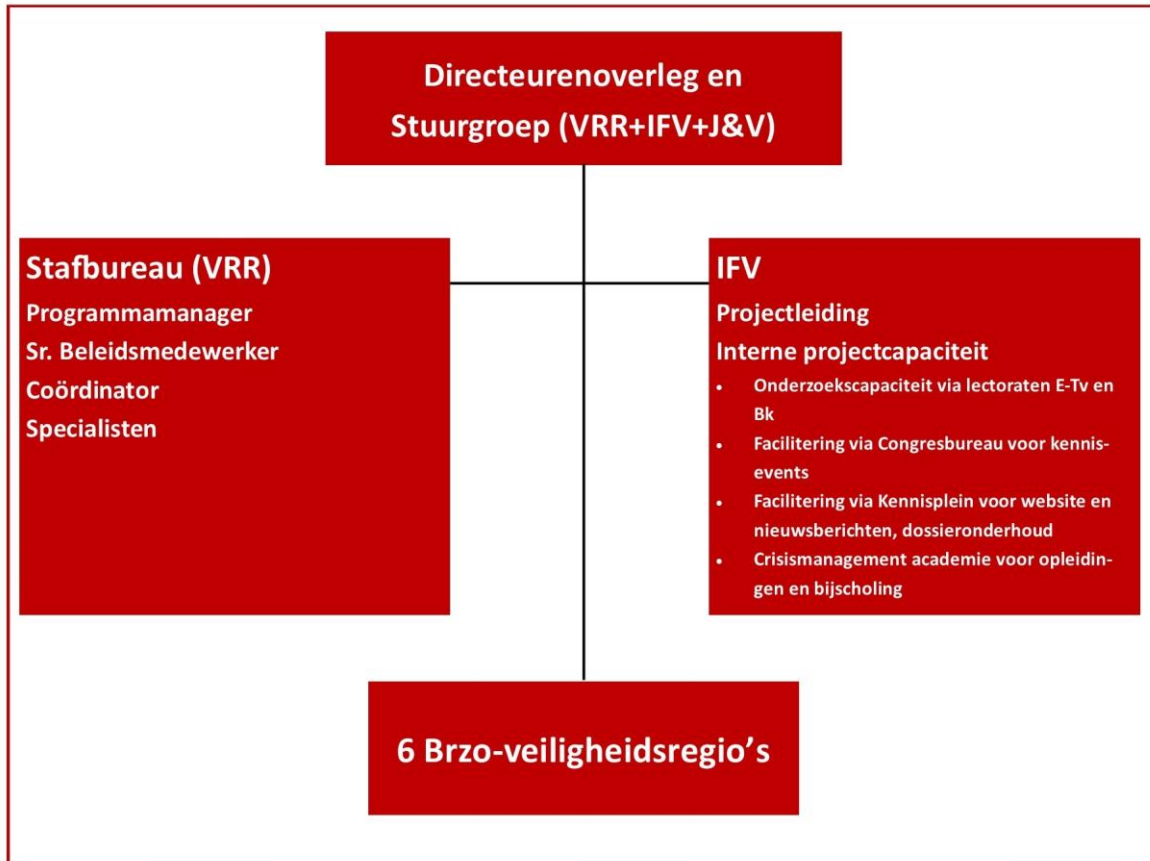 Directeurenoverleg en
Stuurgroep (VRR+IFV+J&V)
Stafbureau (VRR)
Programmamanager
Sr. Beleidsmedewerker
Coördinator
Specialisten
IFV
Projectleiding
Interne projectcapaciteit
• Onderzoekscapaciteit via lectoraten E-Tv en
Bk
• Facilitering via Congresbureau voor kennis-
events
• Facilitering via Kennisplein voor website en
nieuwsberichten, dossieronderhoud
• Crisismanagement academie voor opleidin-
gen en bijscholing
6 Brzo-veiligheidsregio’s